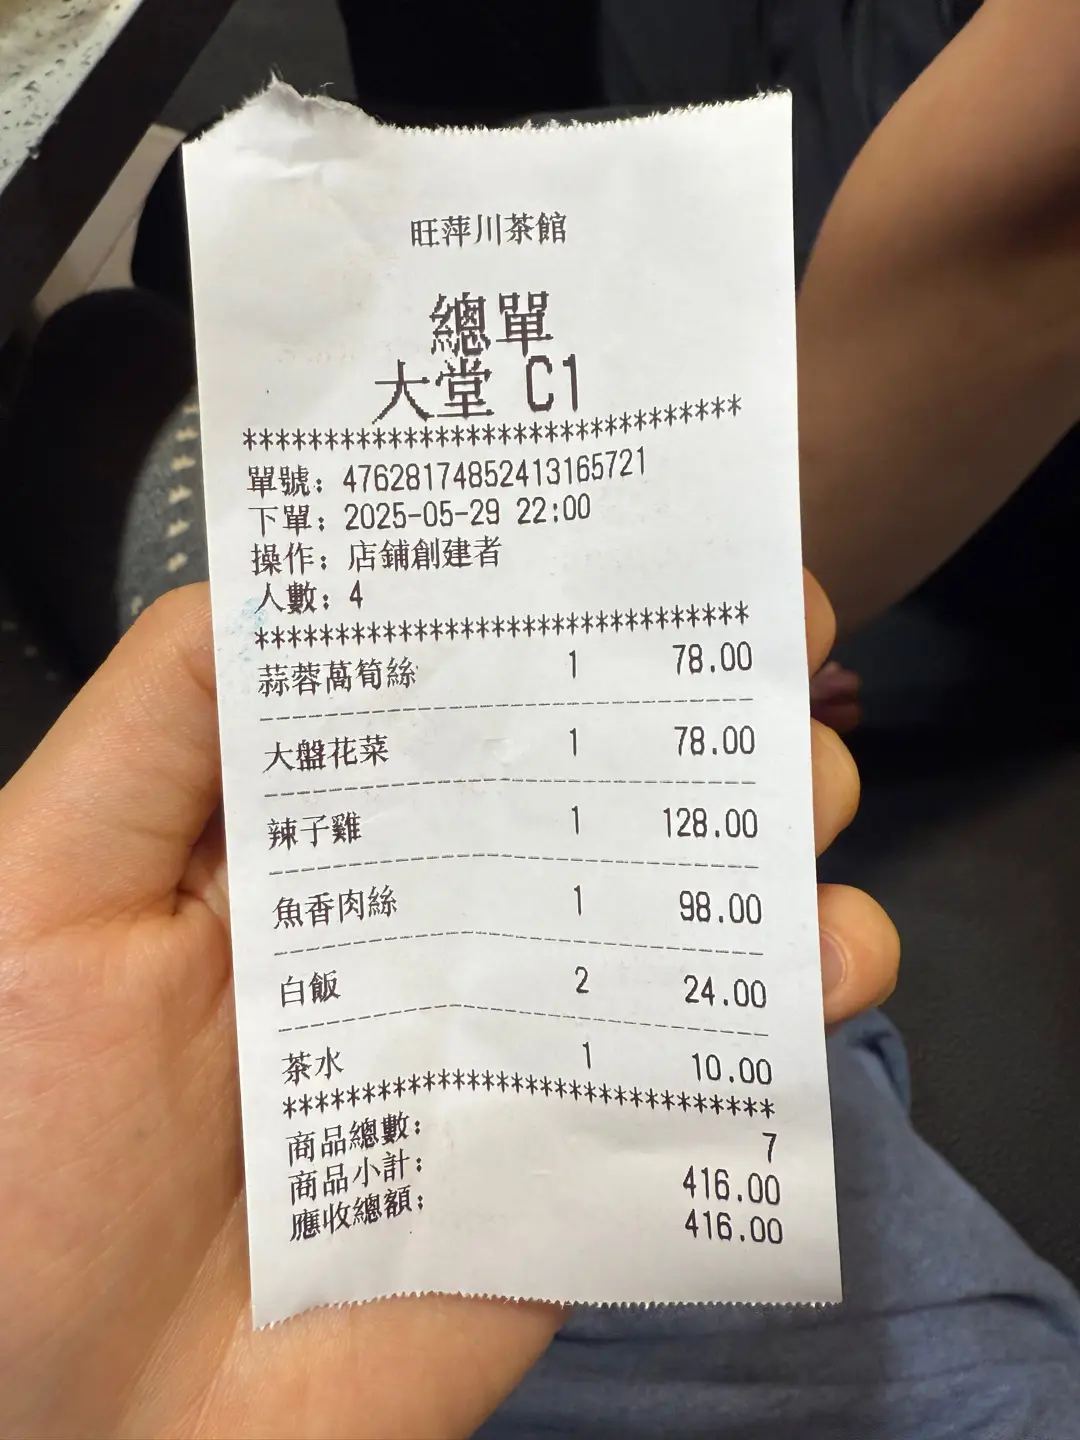 旺萍川茶館
總單
大堂 C1
*******************************
單號: 47628174852413165721
下單: 2025-05-29 22:00
操作: 店鋪創建者
人數: 4
*******************************
蒜蓉萵筍絲 1 78.00
大盤花菜 1 78.00
辣子雞 1 128.00
魚香肉絲 1 98.00
白飯 2 24.00
茶水 1 10.00
*******************************
商品總數: 7
商品小計: 416.00
應收總額: 416.00